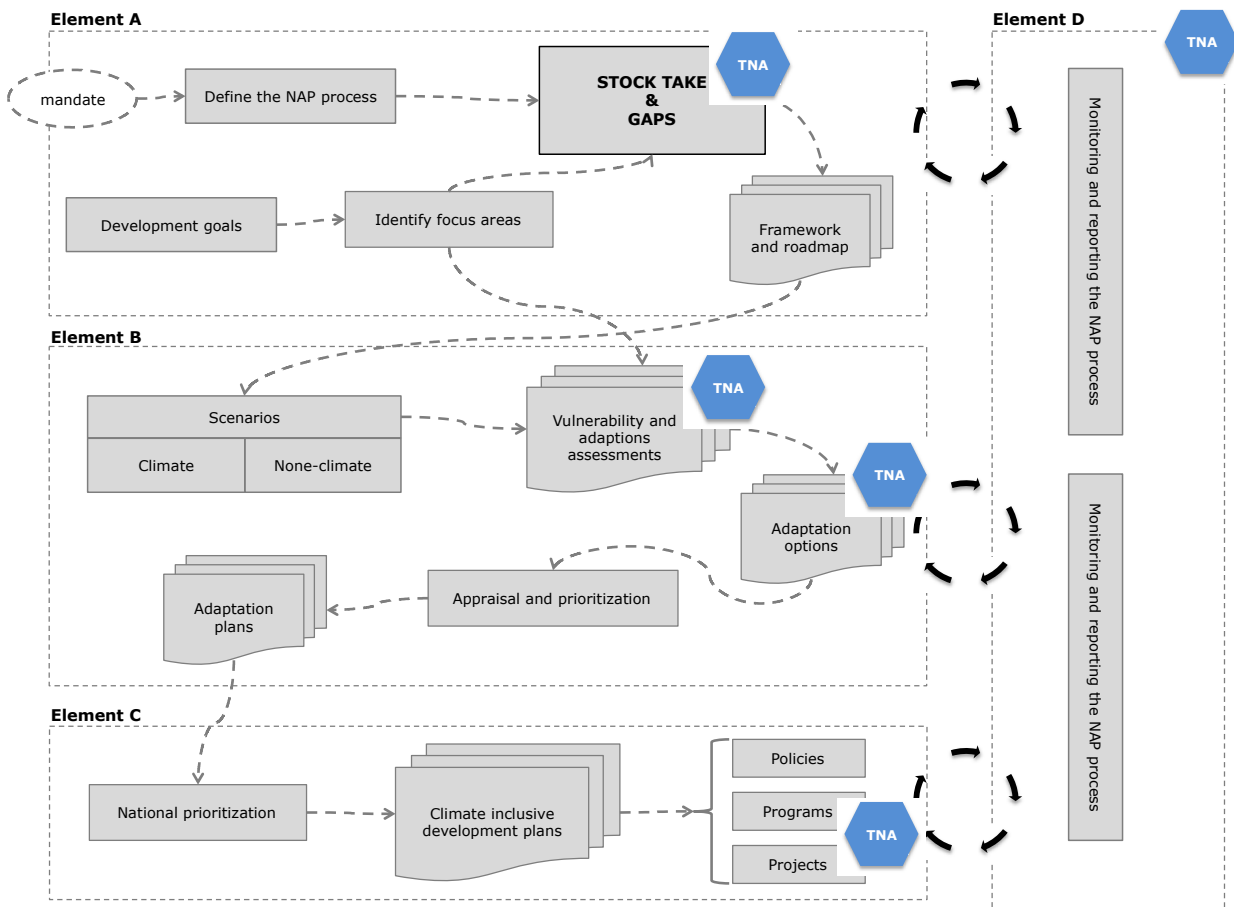 Element A
Element D
TNA
TNA
mandate
Define the NAP process
STOCK TAKE
&
GAPS
Development goals
Identify focus areas
Framework
and roadmap
Monitoring and reporting the NAP process
Element B
TNA
Scenarios
Climate
None-climate
Vulnerability and
adaptions
assessments
TNA
Adaptation
options
Adaptation
plans
Appraisal and prioritization
Monitoring and reporting the NAP process
Element C
National prioritization
Climate inclusive
development plans
Policies
Programs
Projects
TNA